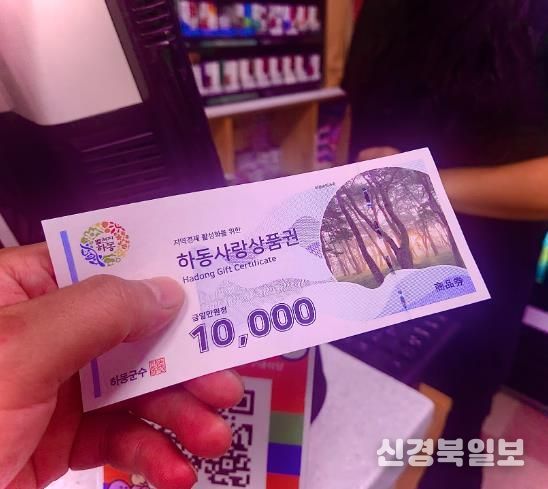 지역경제 활성화를 위한
하동사랑상품권
Hadong Gift Certificate
금일만원정
10,000
하동군수
商品券
신경북일보